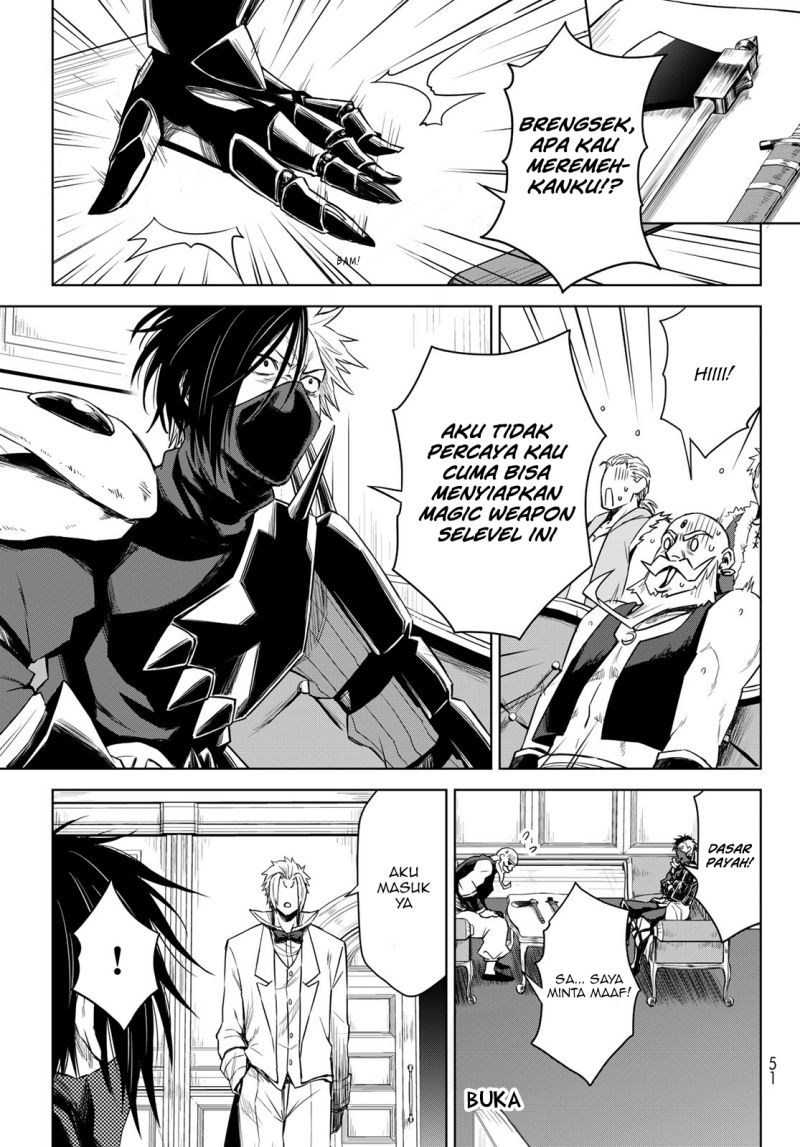 BRENGSEK,
APA KAU
MEREMEH-
KANKU!?
BAM!
HIIII!
AKU TIDAK
PERCAYA KAU
CUMA BISA
MENYIAPKAN
MAGIC WEAPON
SELEVEL INI
DASAR
PAYAH!
SA... SAYA
MINTA MAAF!
BUKA
AKU
MASUK
YA
!
51